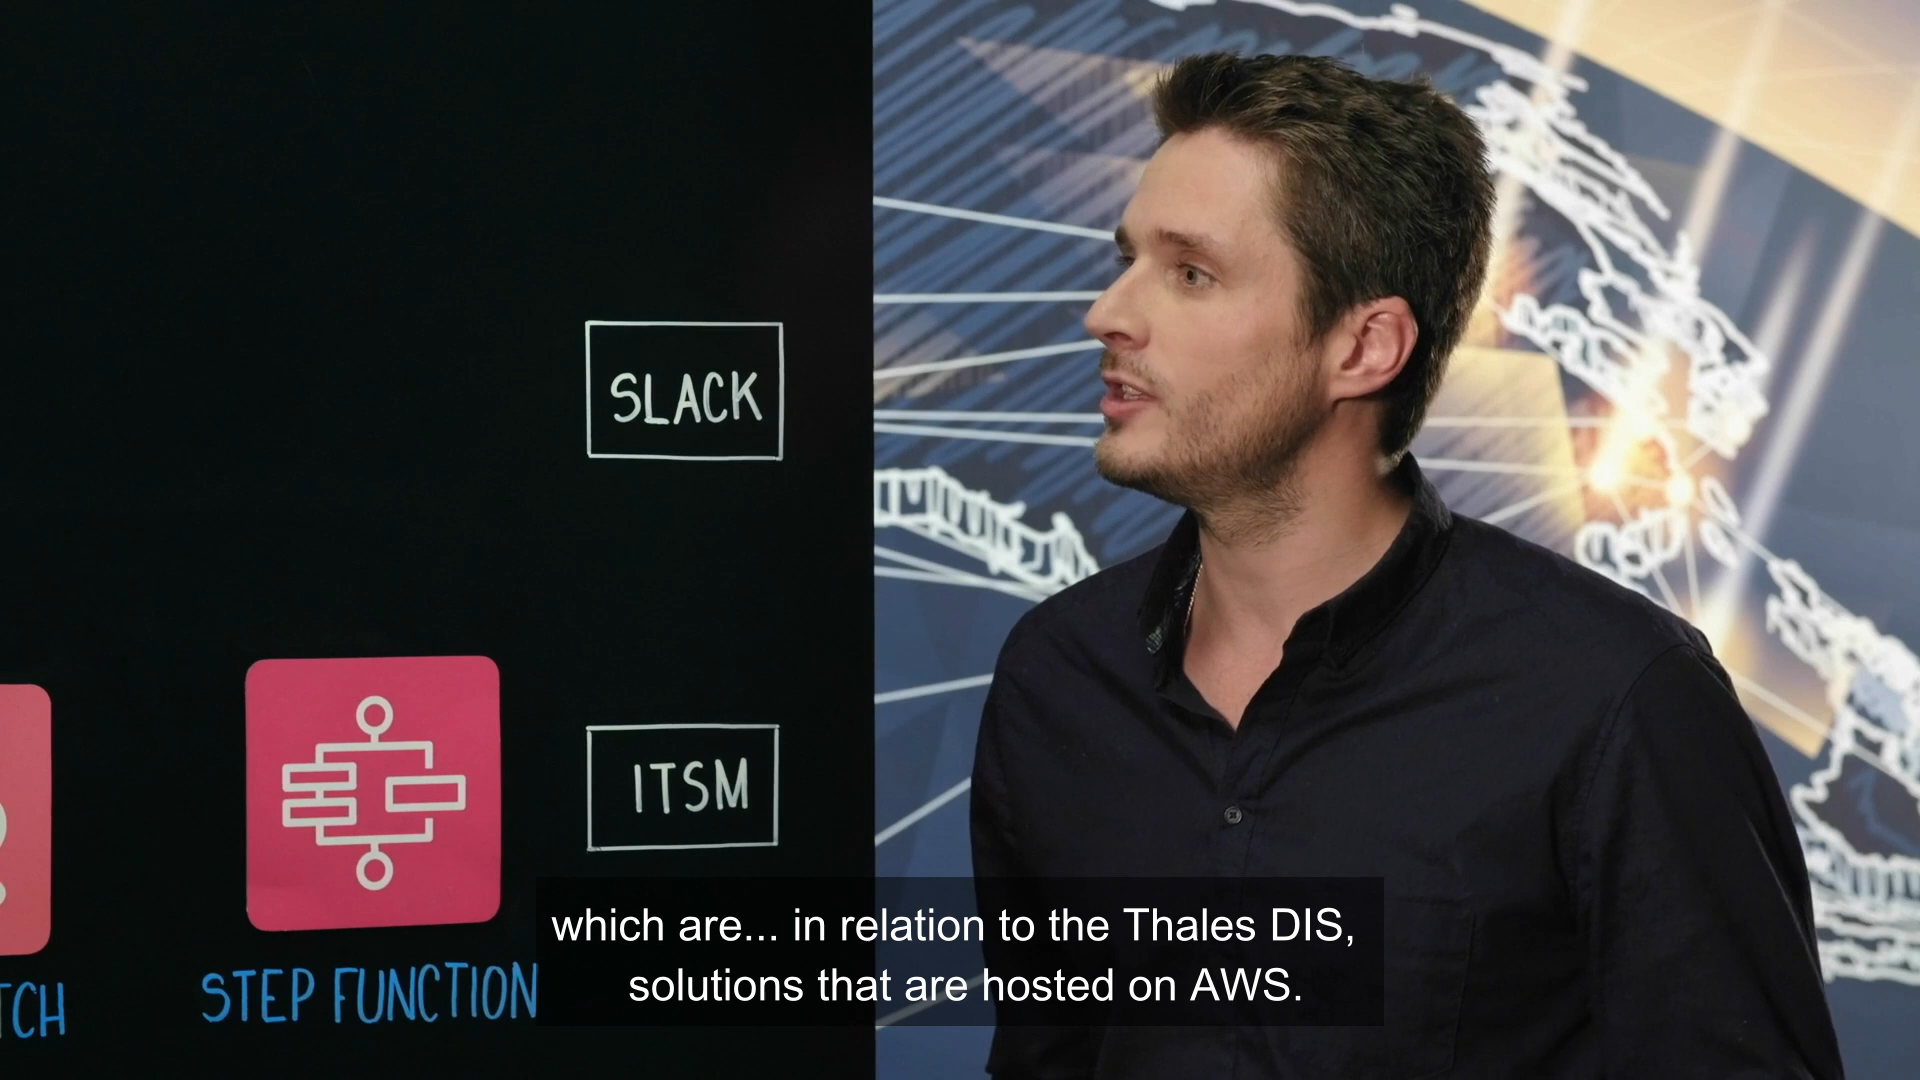 SLACK
ITSM
TCH
STEP FUNCTION
which are... in relation to the Thales DIS,
solutions that are hosted on AWS.